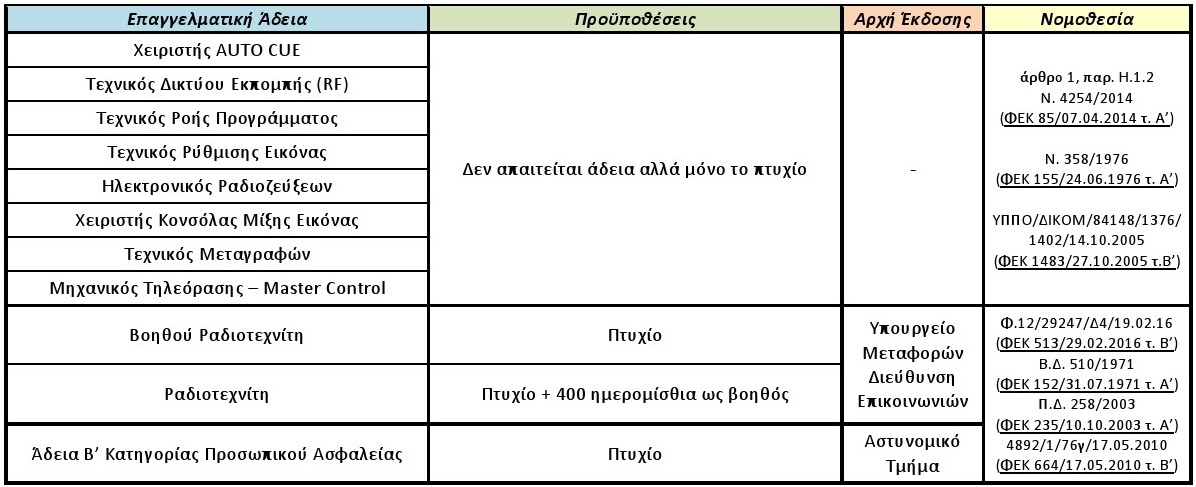 Επαγγελματική Άδεια
Προϋποθέσεις
Αρχή Έκδοσης
Νομοθεσία
Χειριστής AUTO CUE
Τεχνικός Δικτύου Εκπομπής (RF)
Τεχνικός Ροής Προγράμματος
Τεχνικός Ρύθμισης Εικόνας
Ηλεκτρονικός Ραδιοζεύξεων
Χειριστής Κονσόλας Μίξης Εικόνας
Τεχνικός Μεταγραφών
Μηχανικός Τηλεόρασης – Master Control
Δεν απαιτείται άδεια αλλά μόνο το πτυχίο
-
άρθρο 1, παρ. Η.1.2
Ν. 4254/2014
(ΦΕΚ 85/07.04.2014 τ. Α’)
Ν. 358/1976
(ΦΕΚ 155/24.06.1976 τ. Α’)
ΥΠΠΟ/ΔΙΚΟΜ/84148/1376/
1402/14.10.2005
(ΦΕΚ 1483/27.10.2005 τ.Β’)
Βοηθού Ραδιοτεχνίτη
Πτυχίο
Ραδιοτεχνίτη
Πτυχίο + 400 ημερομίσθια ως βοηθός
Υπουργείο
Μεταφορών
Διεύθυνση
Επικοινωνιών
Άδεια Β’ Κατηγορίας Προσωπικού Ασφαλείας
Πτυχίο
Αστυνομικό
Τμήμα
Φ.12/29247/Δ4/19.02.16
(ΦΕΚ 513/29.02.2016 τ. Β’)
Β.Δ. 510/1971
(ΦΕΚ 152/31.07.1971 τ. Α’)
Π.Δ. 258/2003
(ΦΕΚ 235/10.10.2003 τ. Α’)
4892/1/76γ/17.05.2010
(ΦΕΚ 664/17.05.2010 τ. Β’)